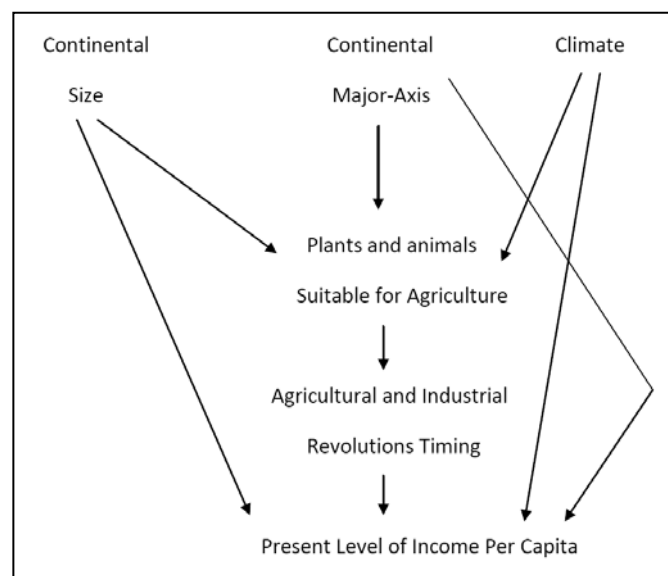 Continental Continental Climate
Size Major-Axis
Plants and animals
Suitable for Agriculture
Agricultural and Industrial
Revolutions Timing
Present Level of Income Per Capita